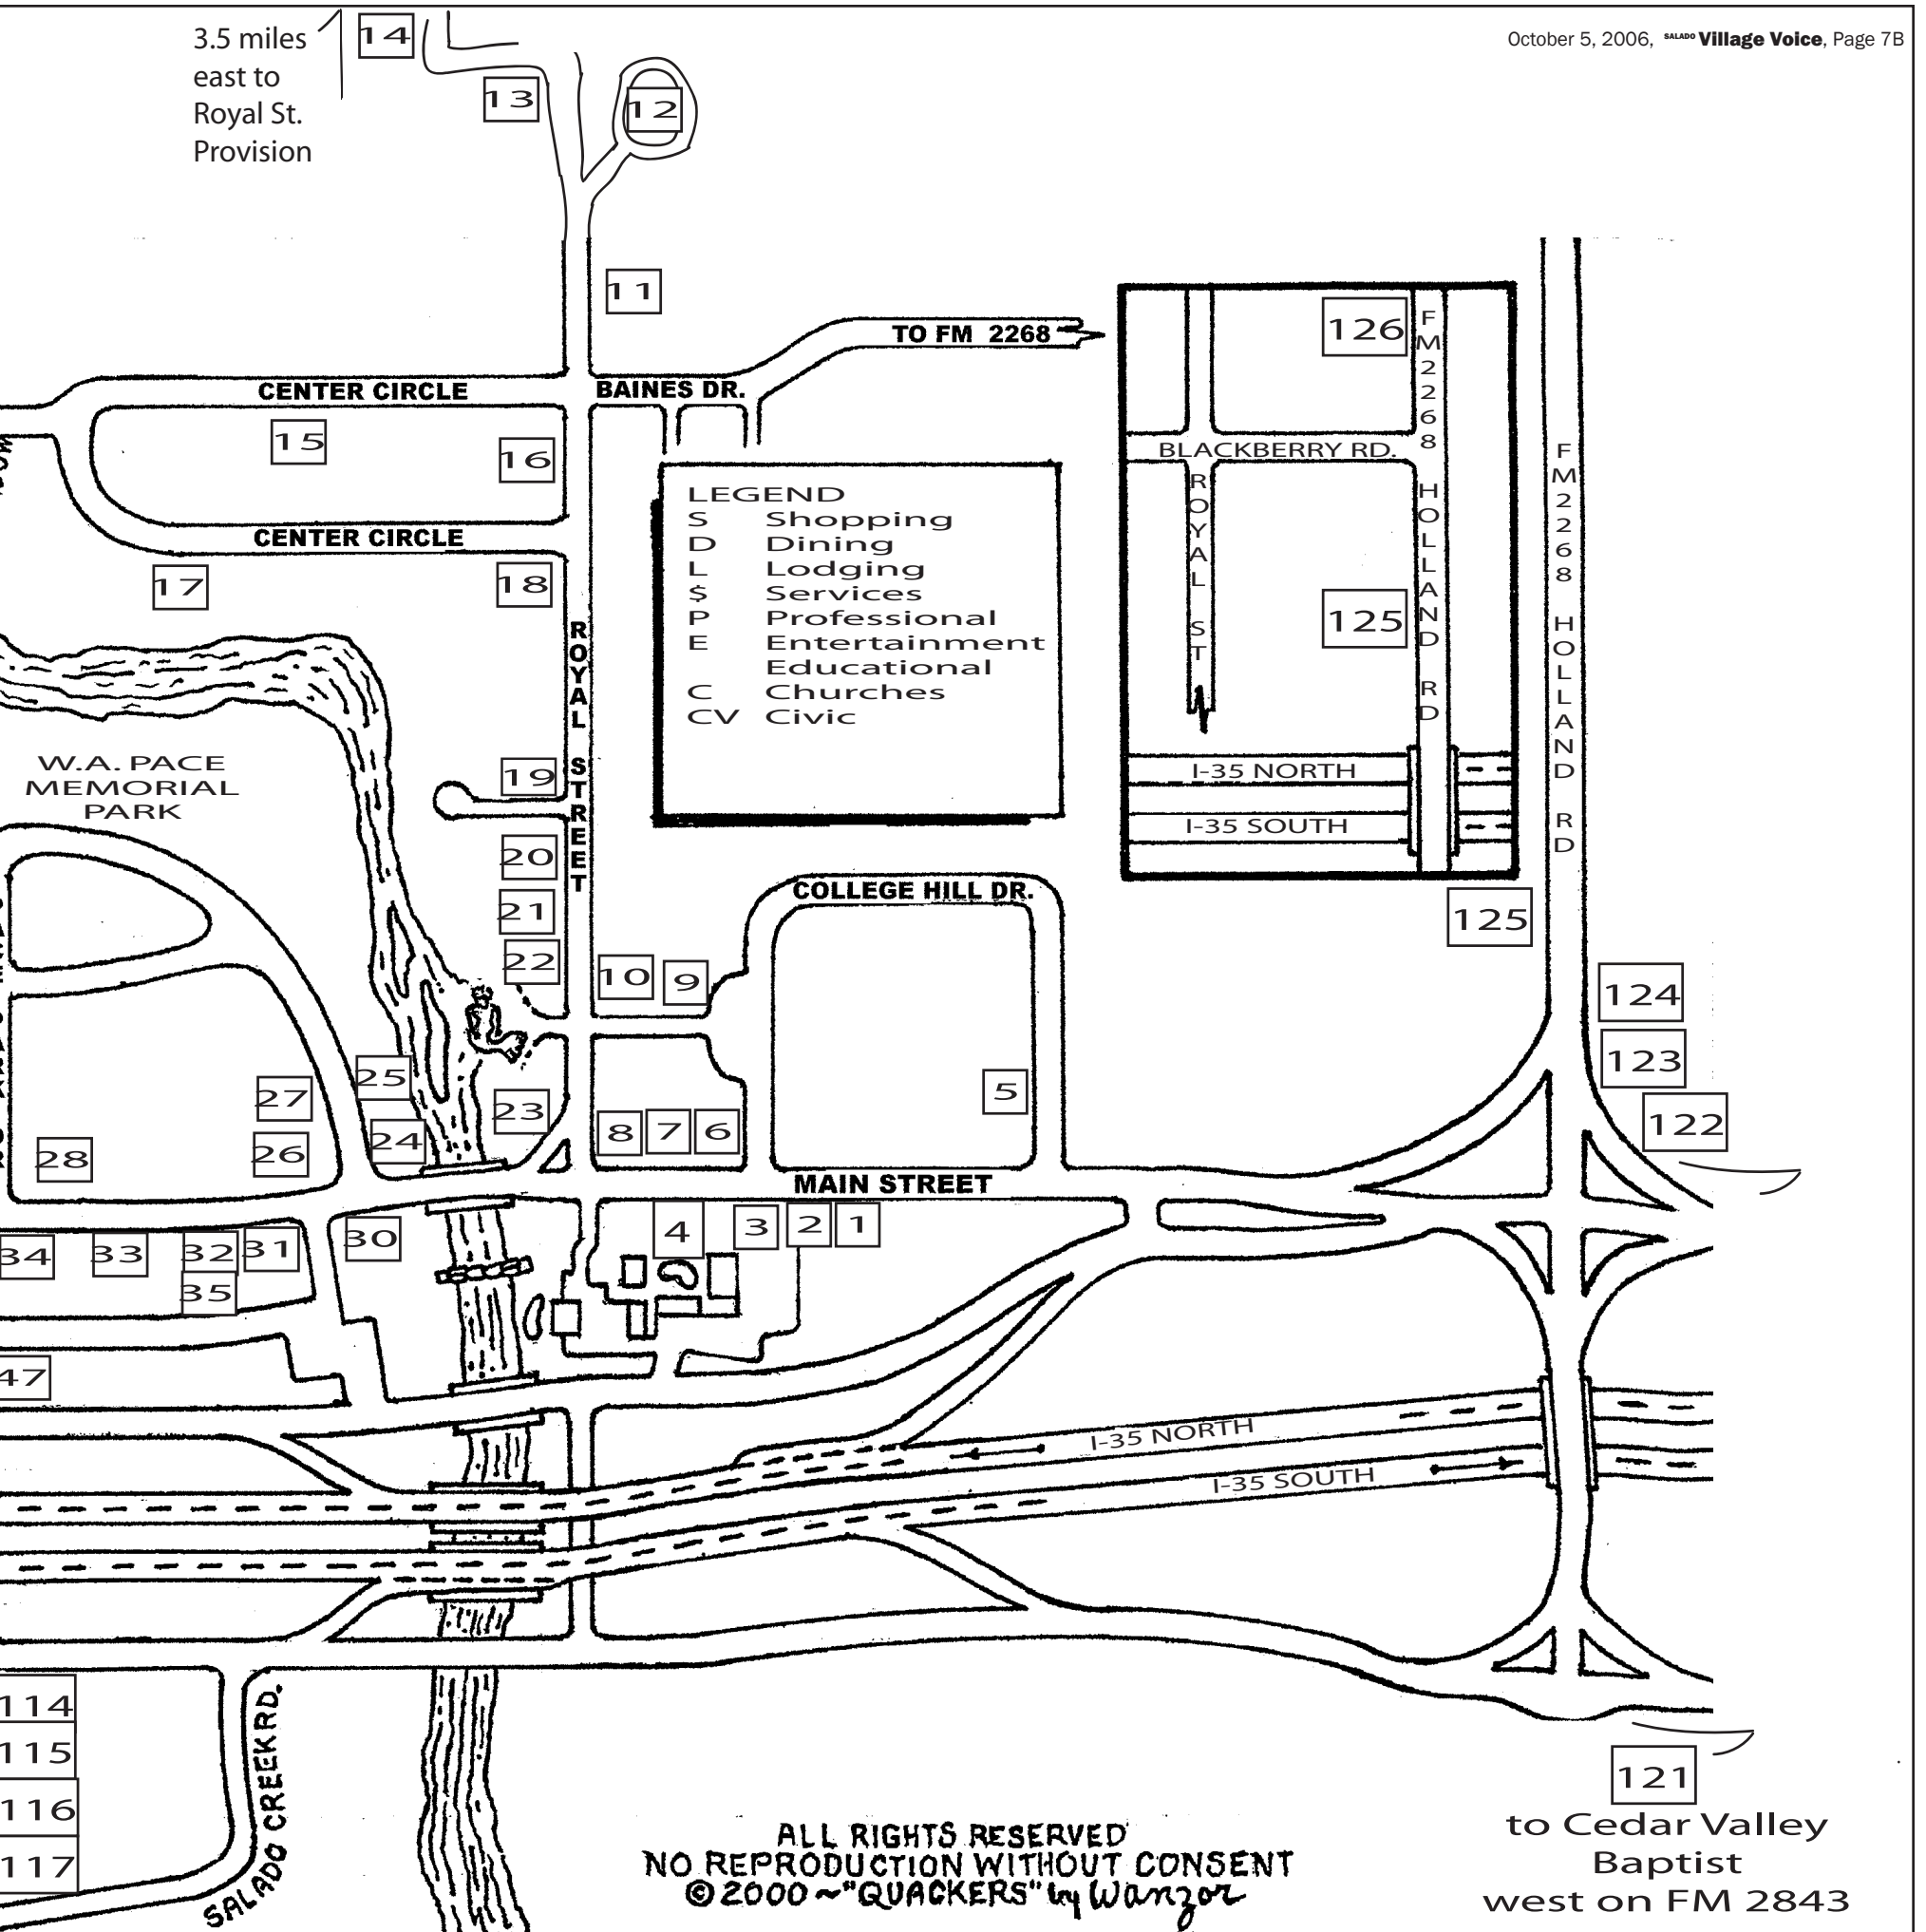 October 5, 2006, SALADO Village Voice, Page 7B
3.5 miles
east to
Royal St.
Provision
14
13
12
11
TO FM 2268
CENTER CIRCLE
BAINES DR.
15
16
CENTER CIRCLE
17
18
ROYAL STREET
LEGEND
S Shopping
D Dining
L Lodging
$ Services
P Professional
E Entertainment
Educational
C Churches
CV Civic
126
FM2268 HOLLAND RD
BLACKBERRY RD.
ROYAL ST
125
I-35 NORTH
I-35 SOUTH
FM2268 HOLLAND RD
125
W.A. PACE
MEMORIAL
PARK
19
20
21
22
10
9
COLLEGE HILL DR.
124
123
122
25
27
23
24
26
28
8
7
6
5
MAIN STREET
4
3
2
1
30
31
32
33
34
35
47
I-35 NORTH
I-35 SOUTH
114
115
116
117
SALADO CREEK RD.
121
to Cedar Valley
Baptist
west on FM 2843
ALL RIGHTS RESERVED
NO REPRODUCTION WITHOUT CONSENT
© 2000 ~ "QUACKERS" by Wanzor